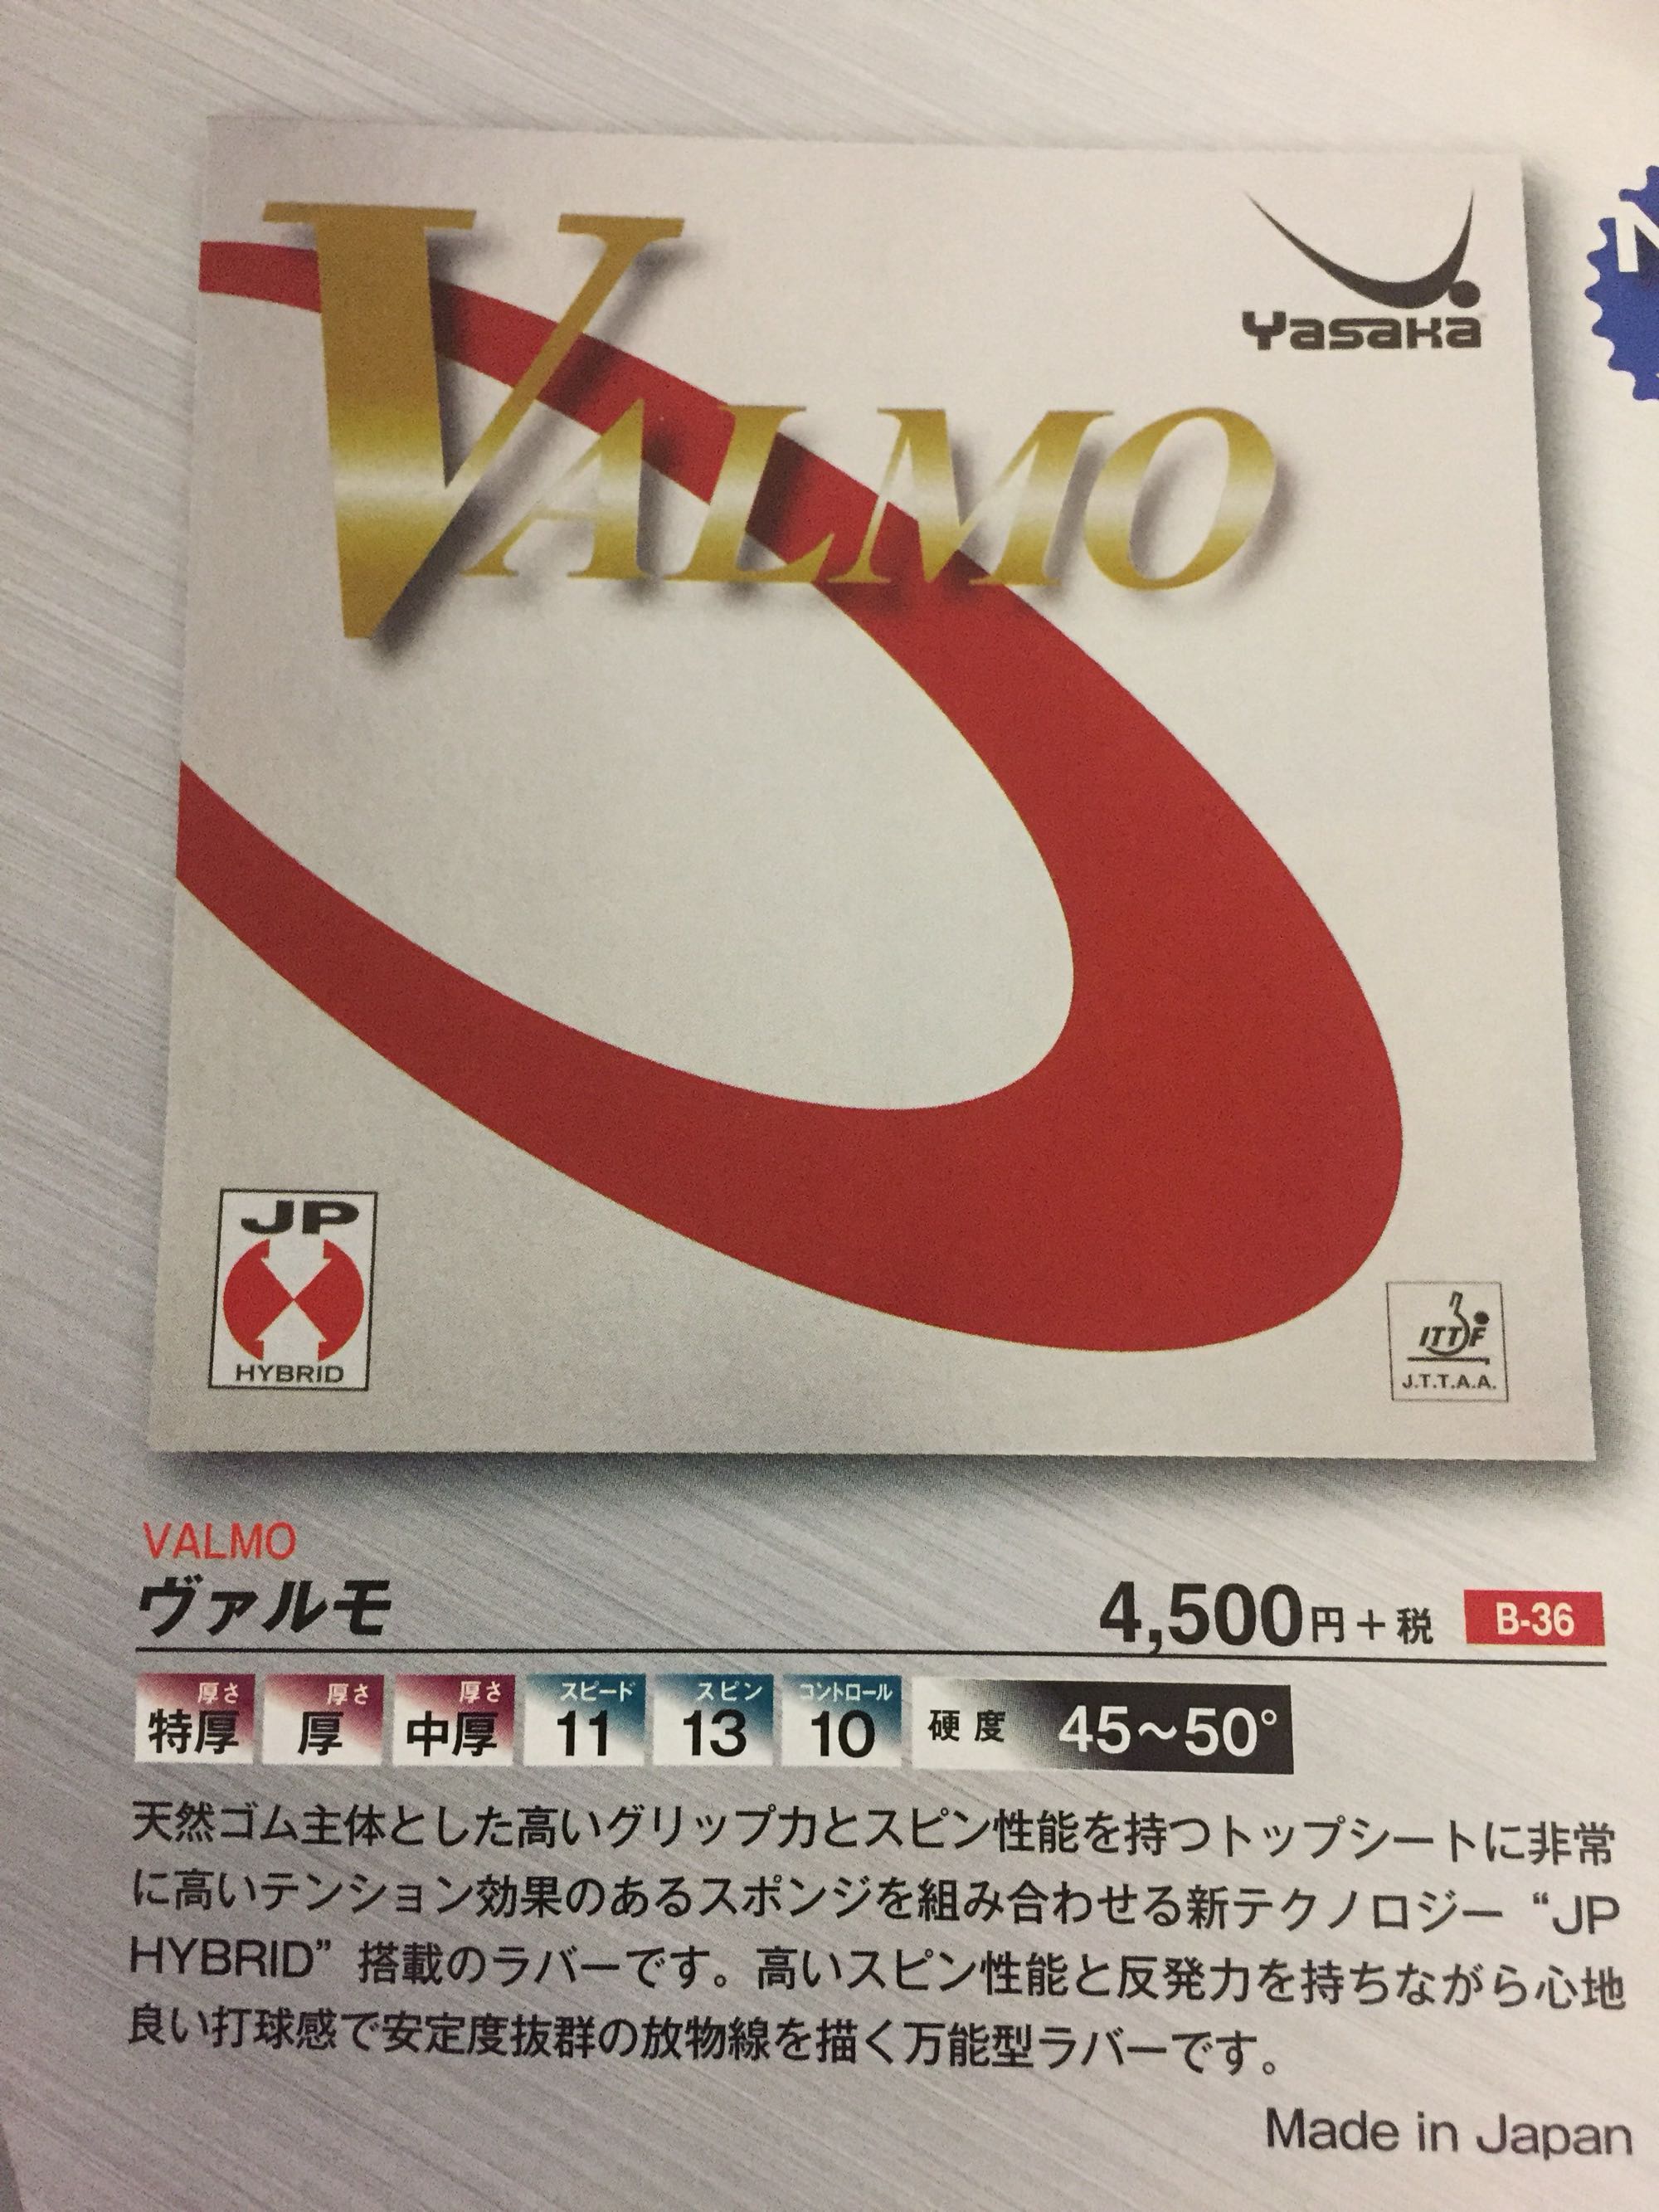 VALMO
Yasaka
JP
HYBRID
ITTF
J.T.T.A.A.
VALMO
ヴァルモ
4,500円+税 B-36
厚さ 厚さ 厚さ スピード スピン コントロール
特厚 厚 中厚 11 13 10 硬度 45〜50°
天然ゴム主体とした高いグリップ力とスピン性能を持つトップシートに非常
に高いテンション効果のあるスポンジを組み合わせる新テクノロジー“JP
HYBRID”搭載のラバーです。高いスピン性能と反発力を持ちながら心地
良い打球感で安定度抜群の放物線を描く万能型ラバーです。
Made in Japan